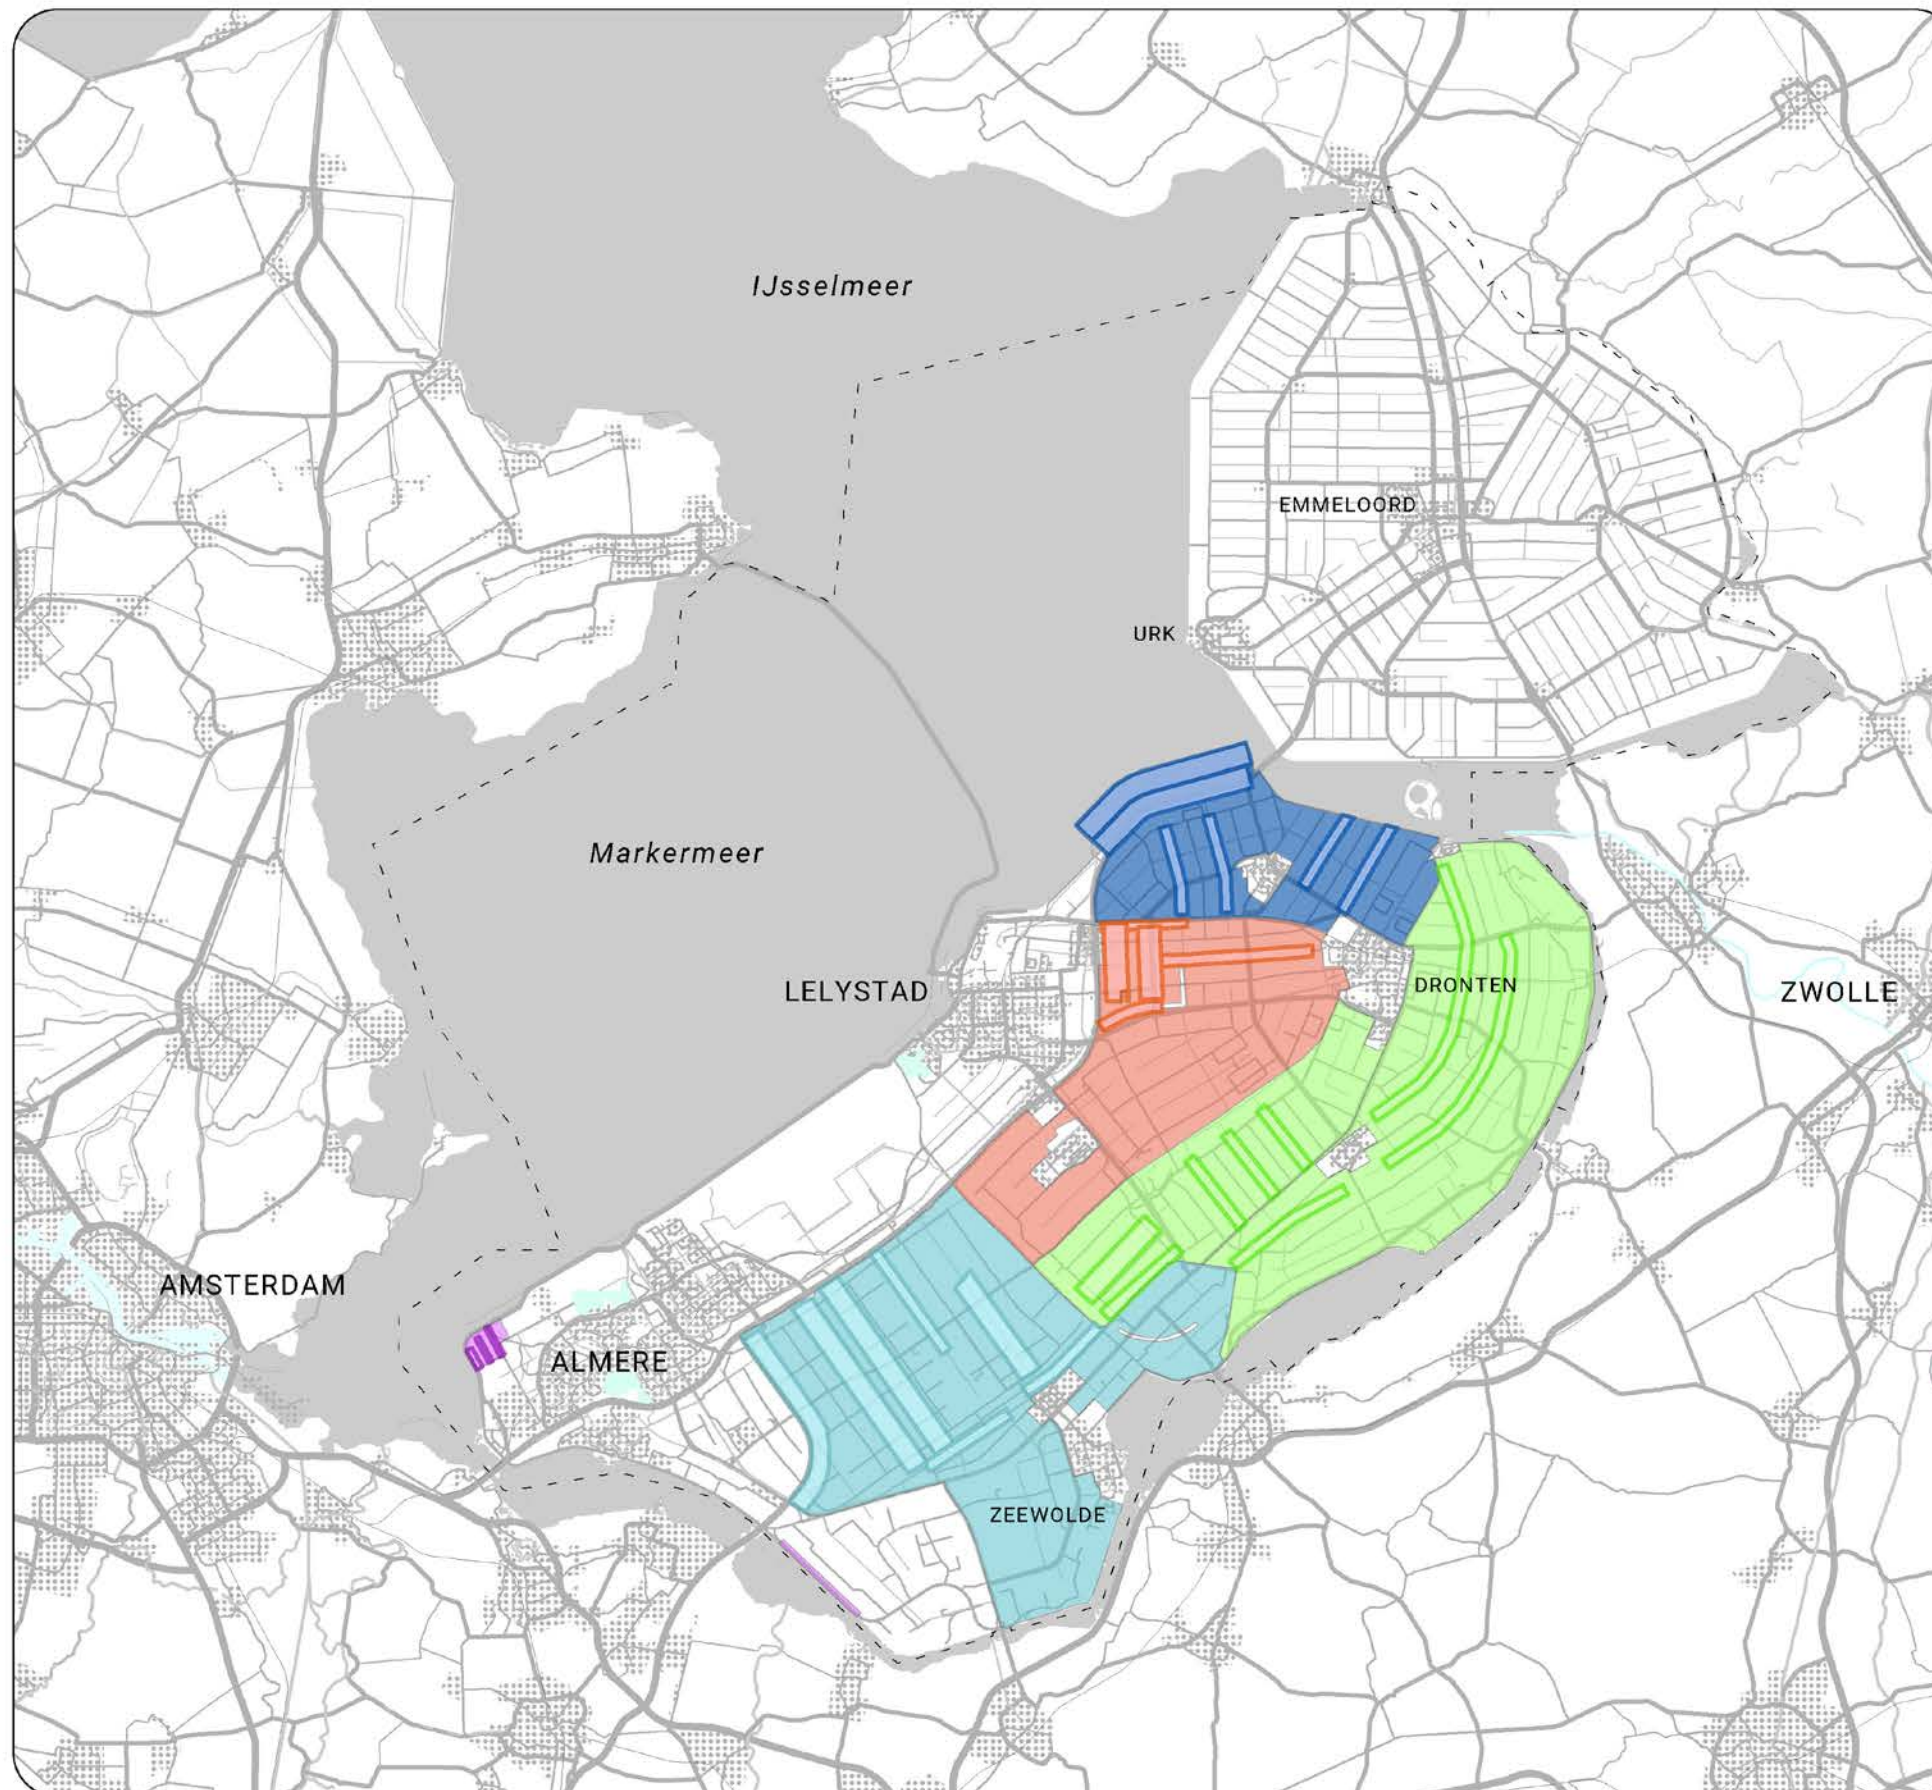 IJsselmeer
EMMELOORD
URK
Markermeer
LELYSTAD
DRONTEN
ZWOLLE
AMSTERDAM
ALMERE
ZEEWOLDE